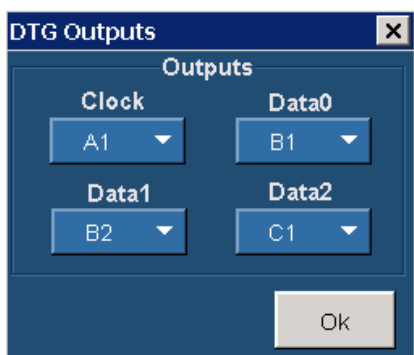 DTG Outputs
Outputs
Clock Data0
A1 B1
Data1 Data2
B2 C1
Ok